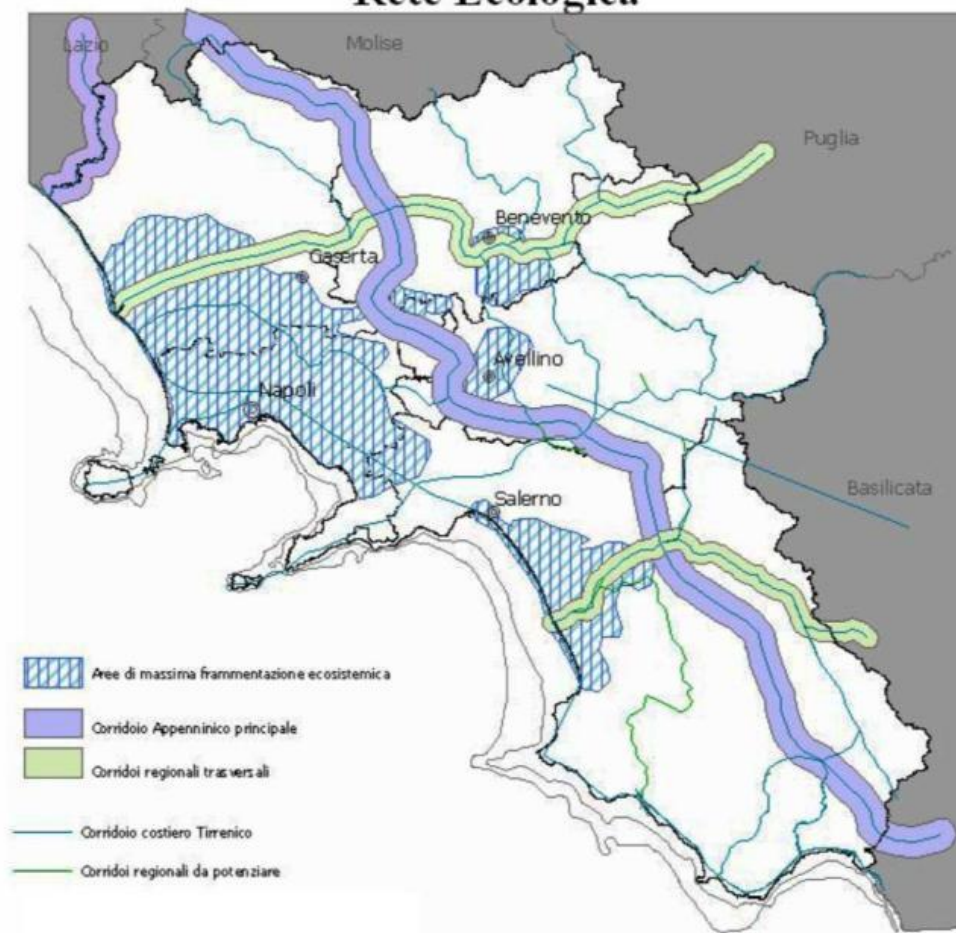 Rete Ecologica
Lazio
Molise
Puglia
Benevento
Caserta
Avellino
Napoli
Basilicata
Salerno
Aree di massima frammentazione ecosistemica
Corridoio Appenninico principale
Corridoi regionali trasversali
Corridoio costiero Tirrenico
Corridoi regionali da potenziare